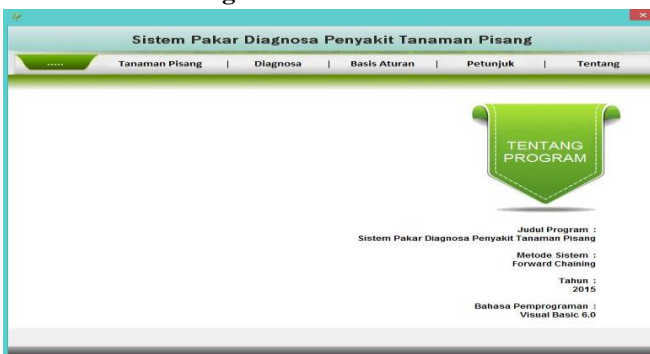 Sistem Pakar Diagnosa Penyakit Tanaman Pisang
..... Tanaman Pisang | Diagnosa | Basis Aturan | Petunjuk | Tentang
TENTANG
PROGRAM
Judul Program :
Sistem Pakar Diagnosa Penyakit Tanaman Pisang
Metode Sistem :
Forward Chaining
Tahun :
2015
Bahasa Pemprograman :
Visual Basic 6.0